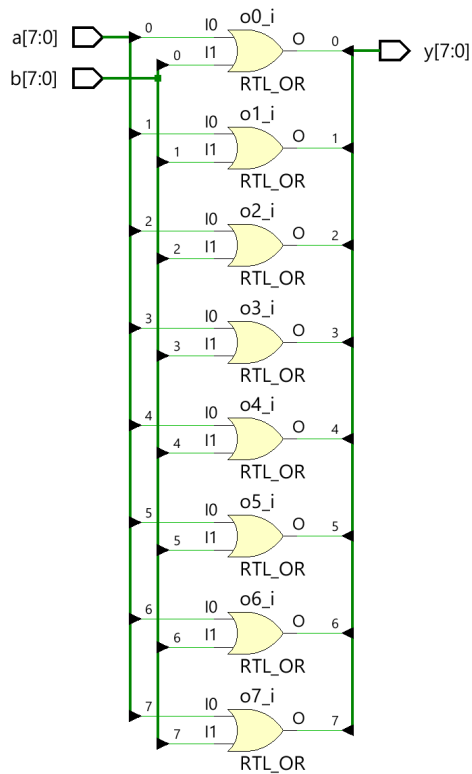 o0_i
a[7:0] 0 I0 O 0 y[7:0]
b[7:0] 0 I1
RTL_OR
o1_i
1 I0 O 1
1 I1
RTL_OR
o2_i
2 I0 O 2
2 I1
RTL_OR
o3_i
3 I0 O 3
3 I1
RTL_OR
o4_i
4 I0 O 4
4 I1
RTL_OR
o5_i
5 I0 O 5
5 I1
RTL_OR
o6_i
6 I0 O 6
6 I1
RTL_OR
o7_i
7 I0 O 7
7 I1
RTL_OR